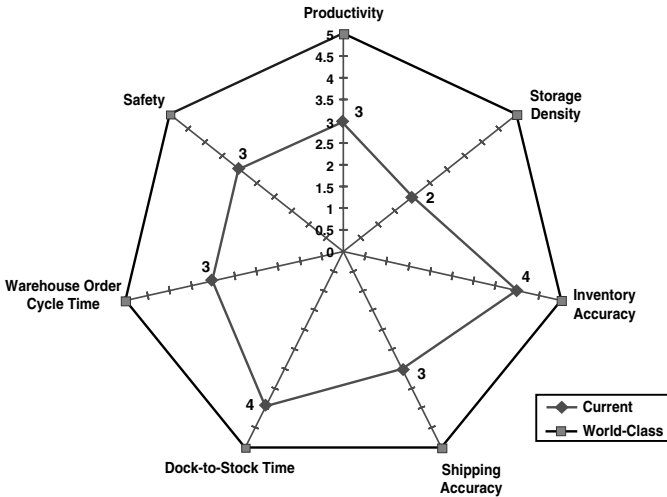 Productivity
5
4.5
4
3.5
3
2.5
2
1.5
1
0.5
0
3
Storage
Density
2
Inventory
Accuracy
4
Shipping
Accuracy
3
Dock-to-Stock Time
4
Warehouse Order
Cycle Time
3
Safety
3
Current
World-Class